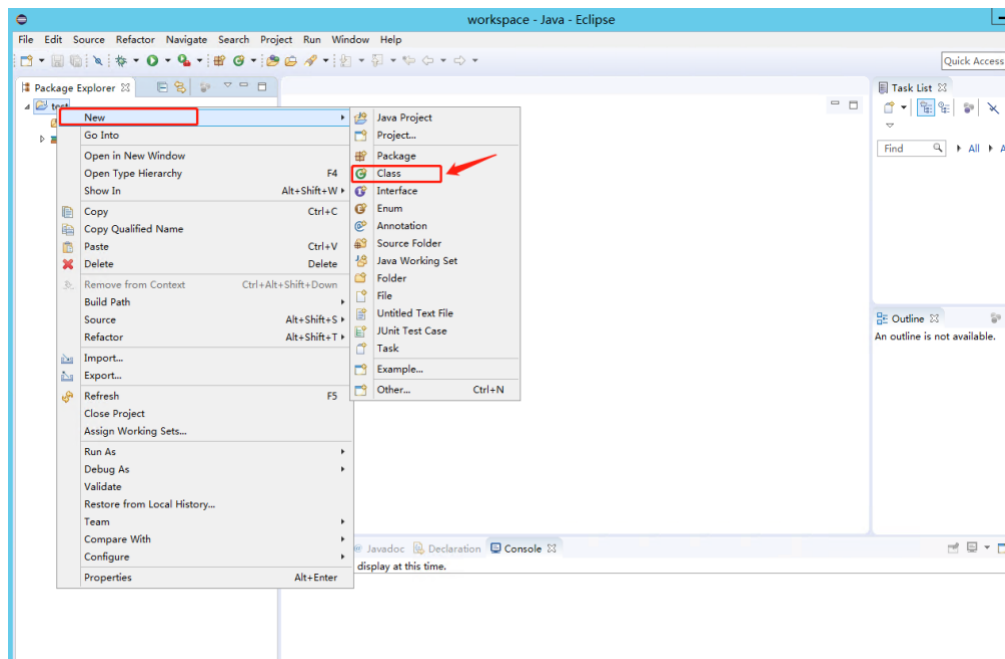 workspace - Java - Eclipse
File Edit Source Refactor Navigate Search Project Run Window Help
Quick Access
Package Explorer
Task List
test
New
Java Project
Go Into
Project...
Open in New Window
Package
Find
All
Open Type Hierarchy F4
Class
Show In Alt+Shift+W
Interface
Copy Ctrl+C
Enum
Copy Qualified Name
Annotation
Paste Ctrl+V
Source Folder
Delete Delete
Java Working Set
Remove from Context Ctrl+Alt+Shift+Down
Folder
Build Path
File
Source Alt+Shift+S
Untitled Text File
Outline
Refactor Alt+Shift+T
JUnit Test Case
An outline is not available.
Task
Import...
Example...
Export...
Other... Ctrl+N
Refresh F5
Close Project
Assign Working Sets...
Run As
Debug As
Validate
Restore from Local History...
Team
Compare With
Configure
Javadoc Declaration Console
display at this time.
Properties Alt+Enter